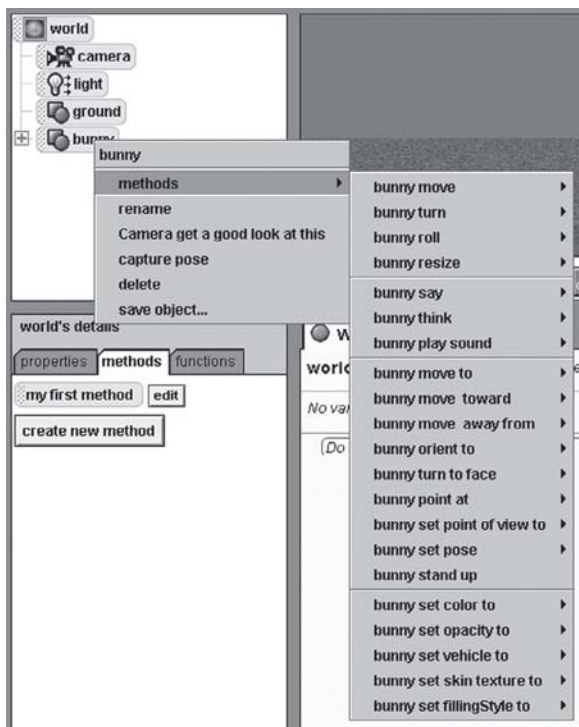 world
camera
light
ground
bunny
methods
rename
Camera get a good look at this
capture pose
delete
save object...
bunny move
bunny turn
bunny roll
bunny resize
bunny say
bunny think
bunny play sound
bunny move to
bunny move toward
bunny move away from
bunny orient to
bunny turn to face
bunny point at
bunny set point of view to
bunny set pose
bunny stand up
bunny set color to
bunny set opacity to
bunny set vehicle to
bunny set skin texture to
bunny set fillingStyle to
world's details
properties methods functions
my first method edit
create new method
No
Do